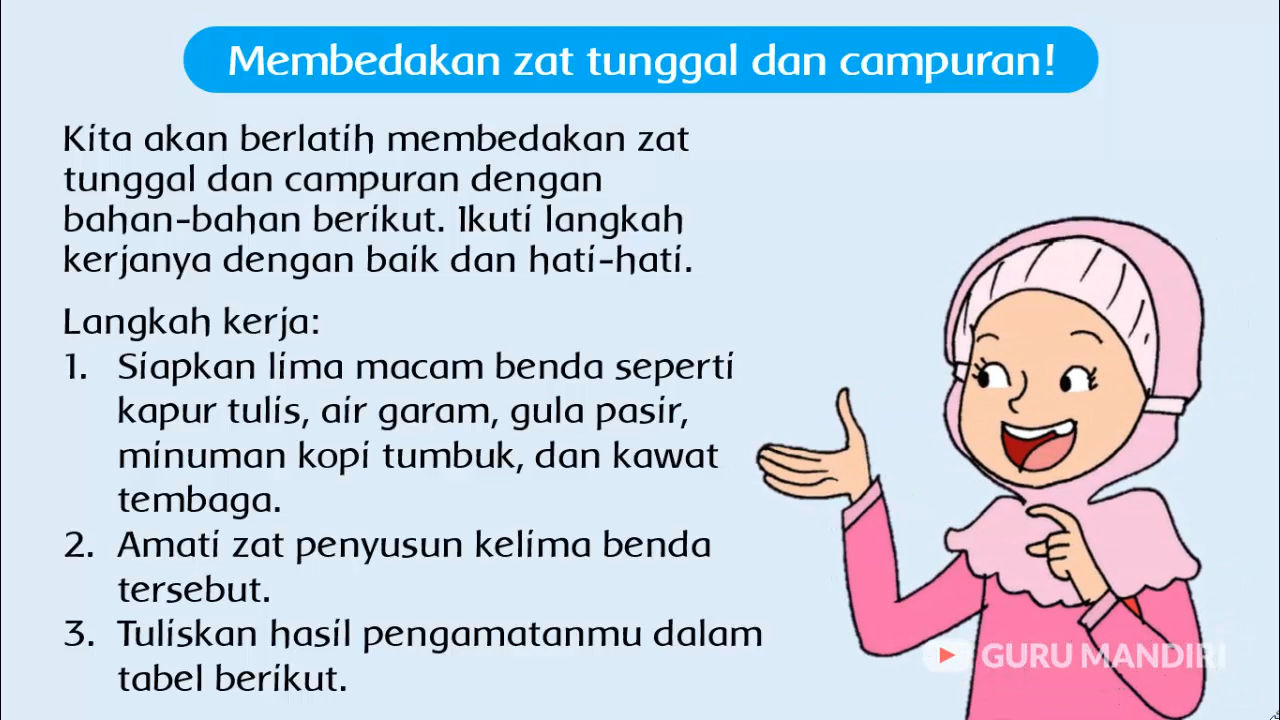 Membedakan zat tunggal dan campuran!
Kita akan berlatih membedakan zat
tunggal dan campuran dengan
bahan-bahan berikut. Ikuti langkah
kerjanya dengan baik dan hati-hati.
Langkah kerja:
1. Siapkan lima macam benda seperti
kapur tulis, air garam, gula pasir,
minuman kopi tumbuk, dan kawat
tembaga.
2. Amati zat penyusun kelima benda
tersebut.
3. Tuliskan hasil pengamatanmu dalam
tabel berikut.
GURU MANDIRI